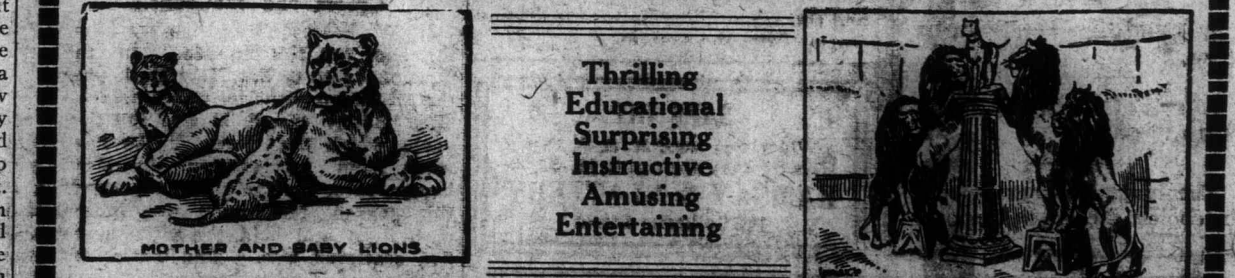 MOTHER AND BABY LIONS
Thrilling
Educational
Surprising
Instructive
Amusing
Entertaining